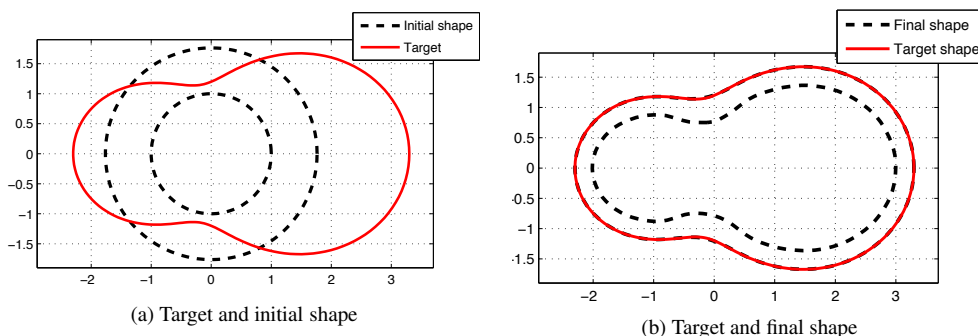 Initial shape
Target
1.5
1
0.5
0
−0.5
−1
−1.5
−2 −1 0 1 2 3
(a) Target and initial shape
Final shape
Target shape
1.5
1
0.5
0
−0.5
−1
−1.5
−2 −1 0 1 2 3
(b) Target and final shape